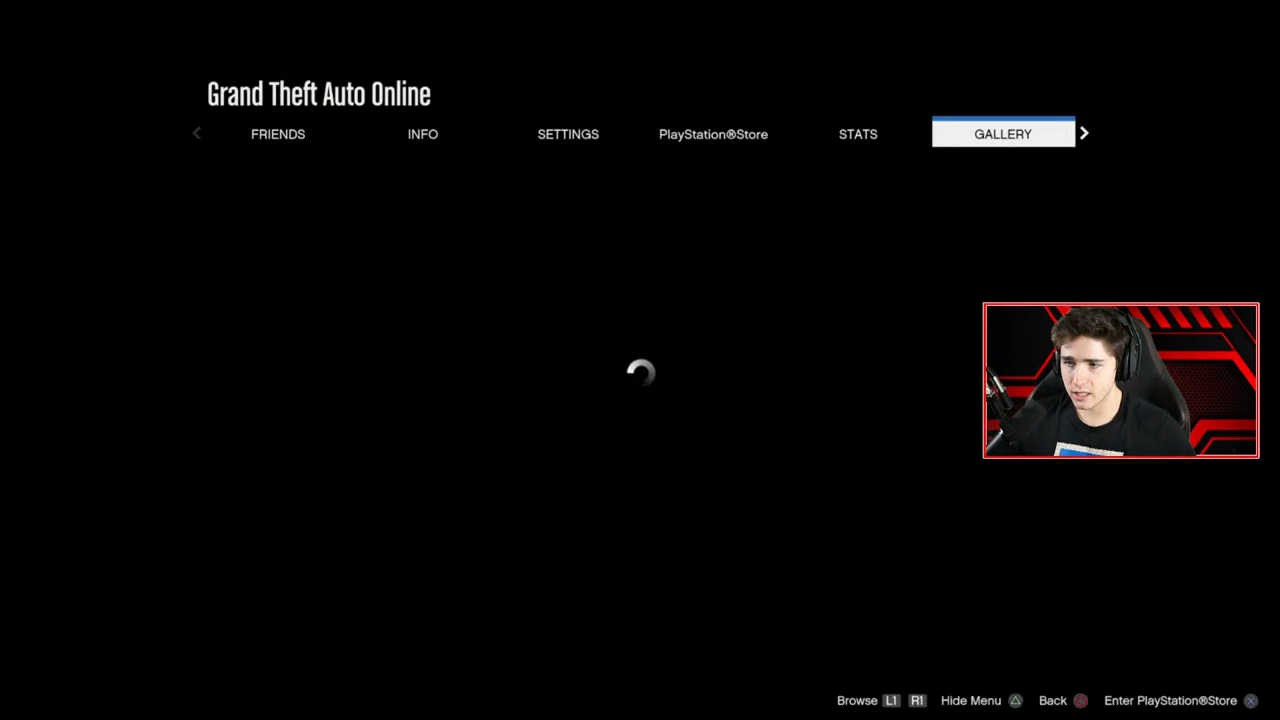 Grand Theft Auto Online
FRIENDS INFO SETTINGS PlayStation®Store STATS GALLERY
Browse L1 R1 Hide Menu Back Enter PlayStation®Store